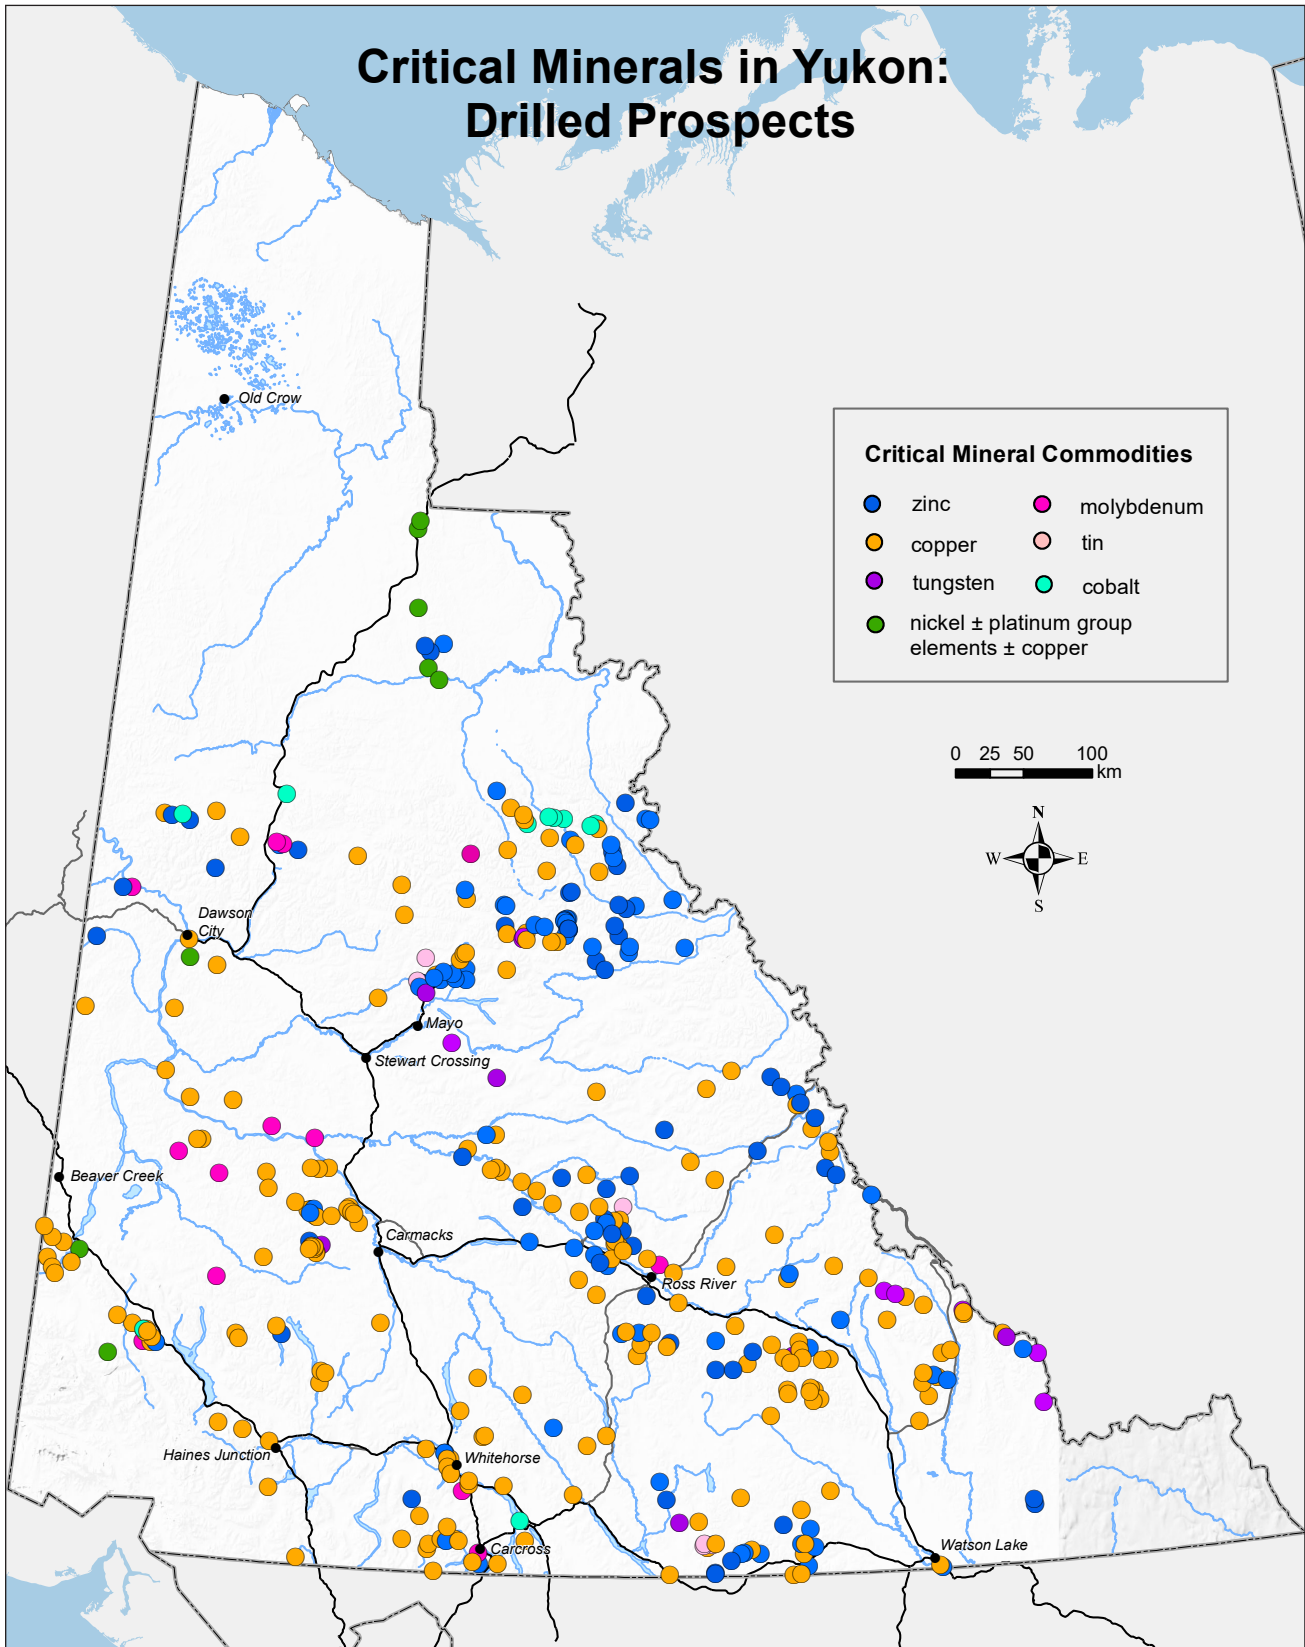 Critical Minerals in Yukon:
Drilled Prospects
Old Crow
Critical Mineral Commodities
zinc
molybdenum
copper
tin
tungsten
cobalt
nickel ± platinum group
elements ± copper
0 25 50 100
km
N
W E
S
Dawson
City
Mayo
Stewart Crossing
Beaver Creek
Carmacks
Ross River
Haines Junction
Whitehorse
Carcross
Watson Lake